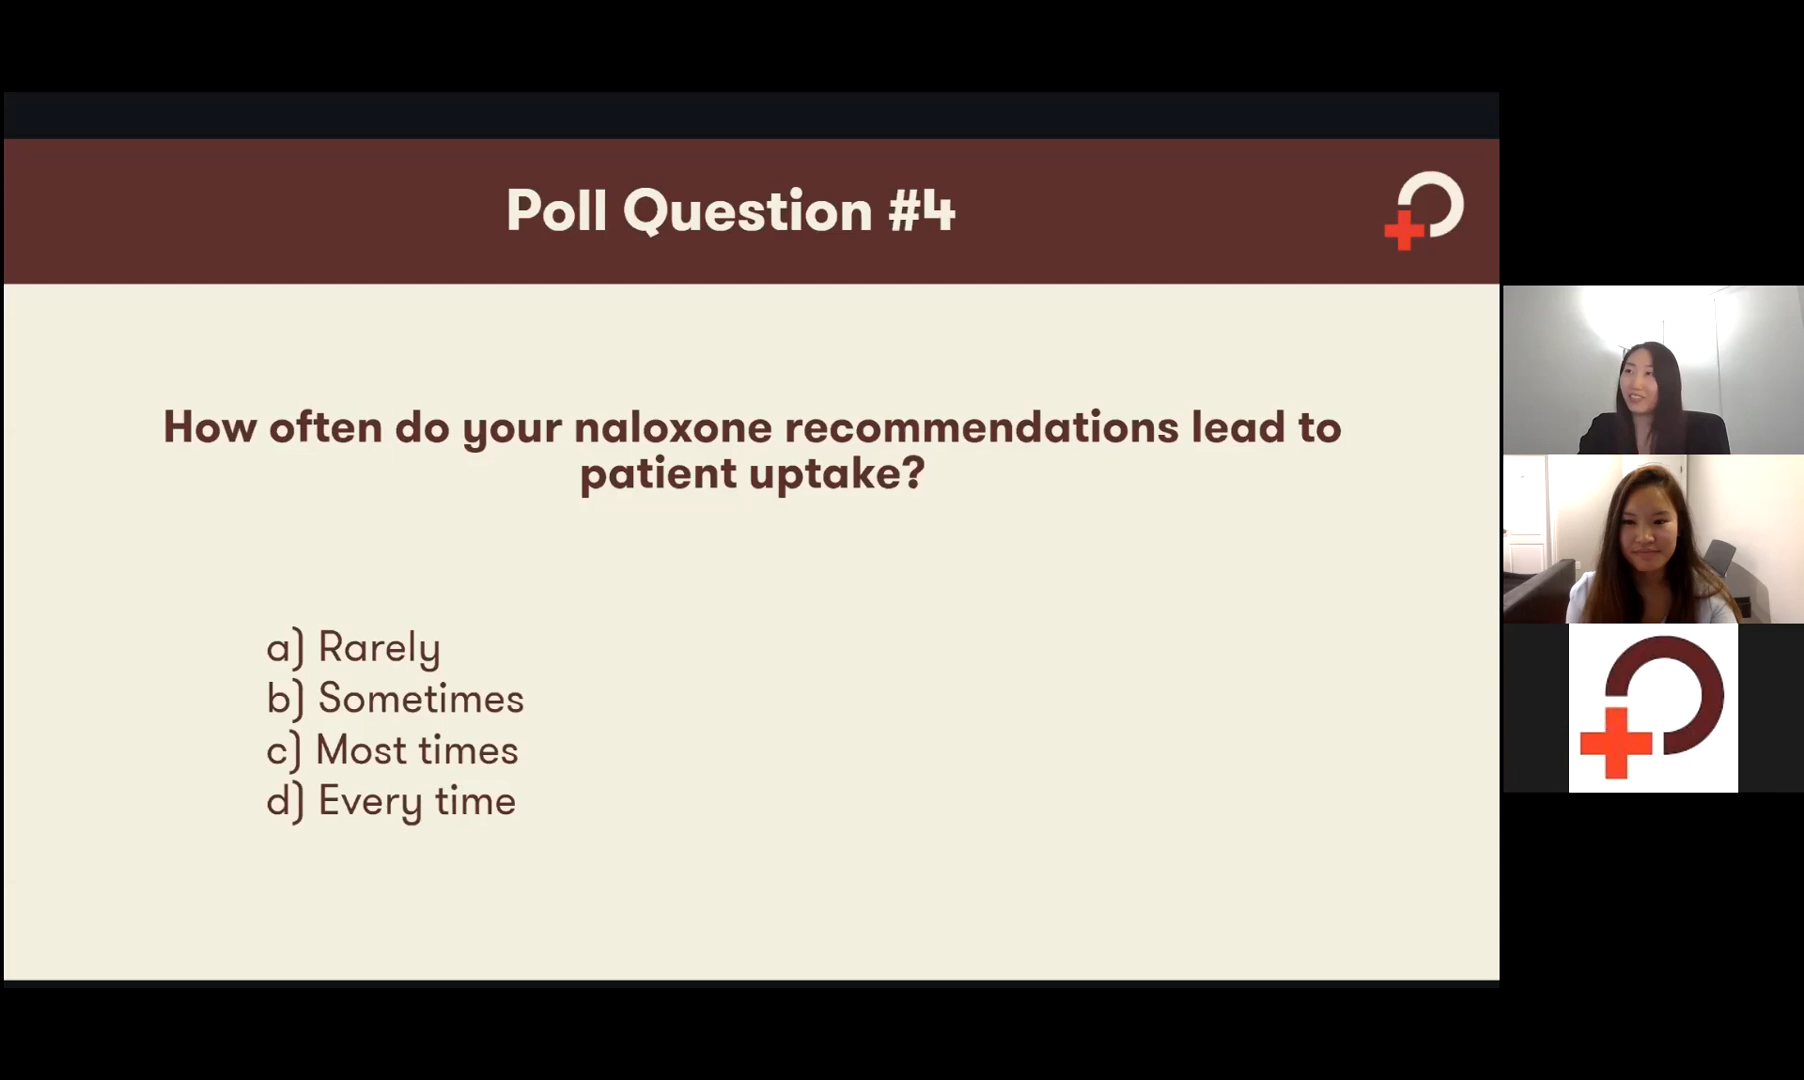 Poll Question #4
How often do your naloxone recommendations lead to
patient uptake?
a) Rarely
b) Sometimes
c) Most times
d) Every time